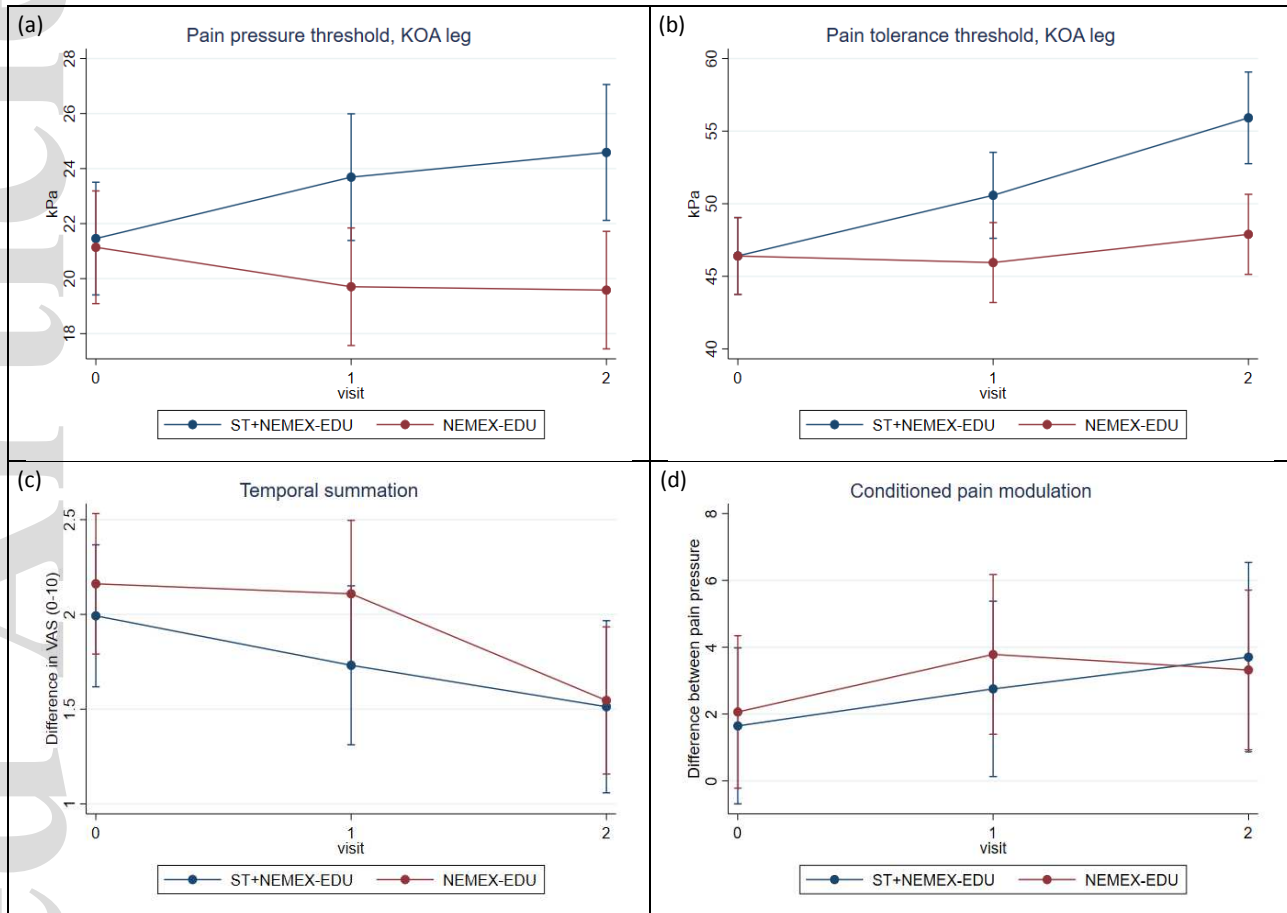 (a)
Pain pressure threshold, KOA leg
28
26
24
22
20
18
kPa
0 1 2
visit
ST+NEMEX-EDU NEMEX-EDU
(b)
Pain tolerance threshold, KOA leg
60
55
50
45
40
kPa
0 1 2
visit
ST+NEMEX-EDU NEMEX-EDU
(c)
Temporal summation
2.5
2
1.5
1
Difference in VAS (0-10)
0 1 2
visit
ST+NEMEX-EDU NEMEX-EDU
(d)
Conditioned pain modulation
8
6
4
2
0
Difference between pain pressure
0 1 2
visit
ST+NEMEX-EDU NEMEX-EDU